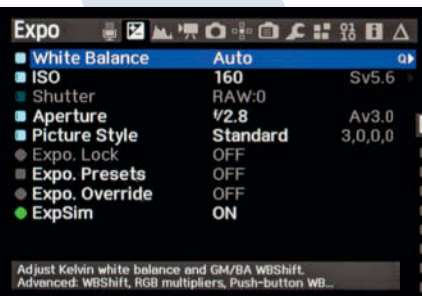 Expo
White Balance Auto
ISO 160 Sv5.6
Shutter RAW:0
Aperture f/2.8 Av3.0
Picture Style Standard 3,0,0,0
Expo. Lock OFF
Expo. Presets OFF
Expo. Override OFF
ExpSim ON
Adjust Kelvin white balance and GM/BA WBShift.
Advanced: WBShift, RGB multipliers, Push-button WB...